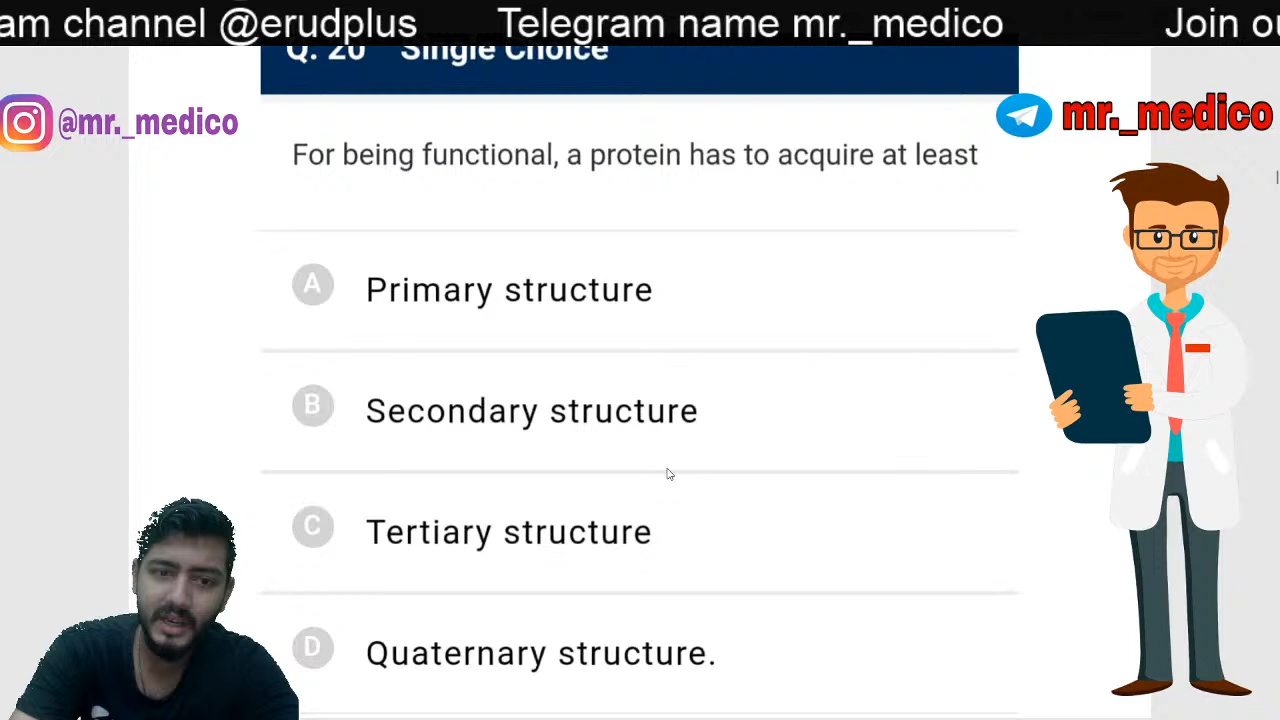 am channel @erudplus Telegram name mr._medico Join ou
Q. 20 Single Choice
@mr._medico
mr._medico
For being functional, a protein has to acquire at least
A Primary structure
B Secondary structure
C Tertiary structure
D Quaternary structure.